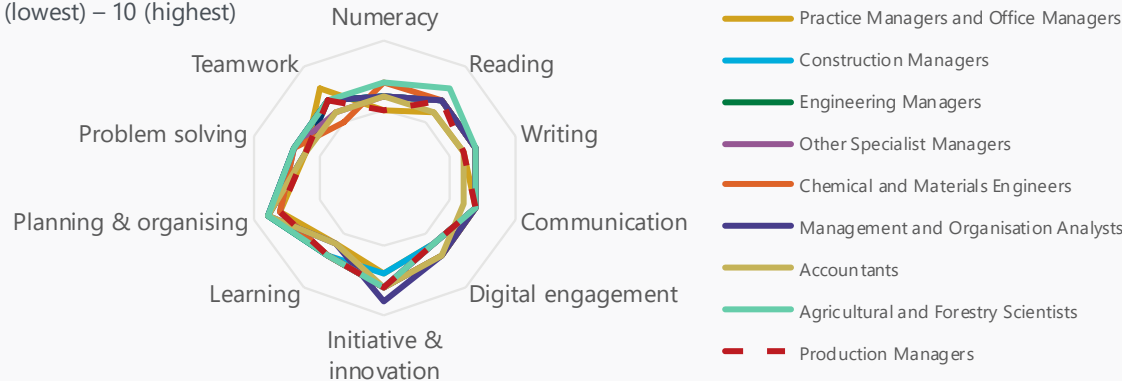 (lowest) – 10 (highest)
Numeracy
Reading
Writing
Communication
Digital engagement
Initiative &
innovation
Learning
Planning & organising
Problem solving
Teamwork
Practice Managers and Office Managers
Construction Managers
Engineering Managers
Other Specialist Managers
Chemical and Materials Engineers
Management and Organisation Analysts
Accountants
Agricultural and Forestry Scientists
Production Managers